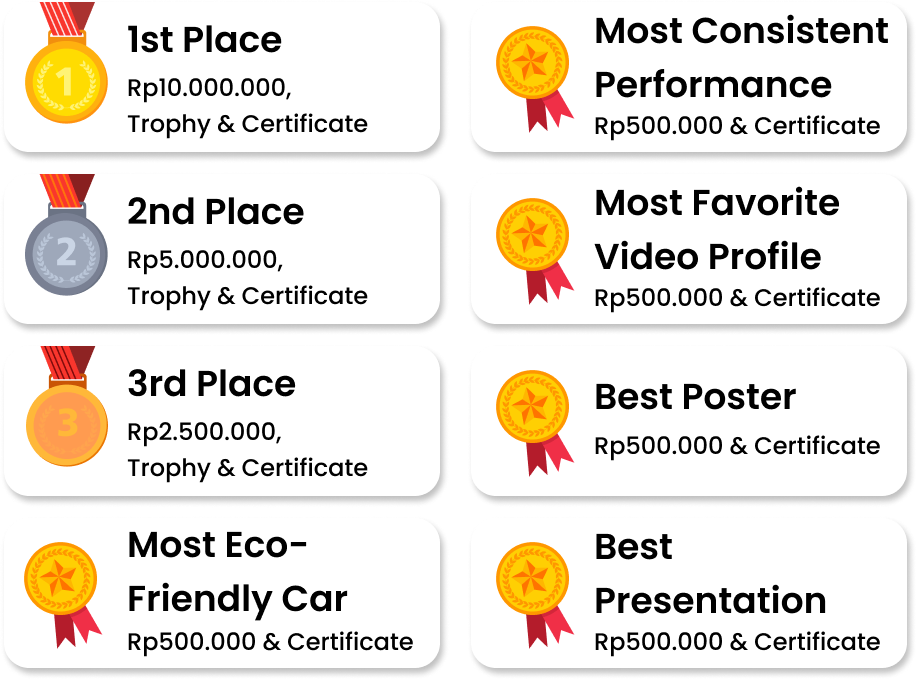 1
1st Place
Rp10.000.000,
Trophy & Certificate
2
2nd Place
Rp5.000.000,
Trophy & Certificate
3
3rd Place
Rp2.500.000,
Trophy & Certificate
Most Eco-
Friendly Car
Rp500.000 & Certificate
Most Consistent
Performance
Rp500.000 & Certificate
Most Favorite
Video Profile
Rp500.000 & Certificate
Best Poster
Rp500.000 & Certificate
Best
Presentation
Rp500.000 & Certificate